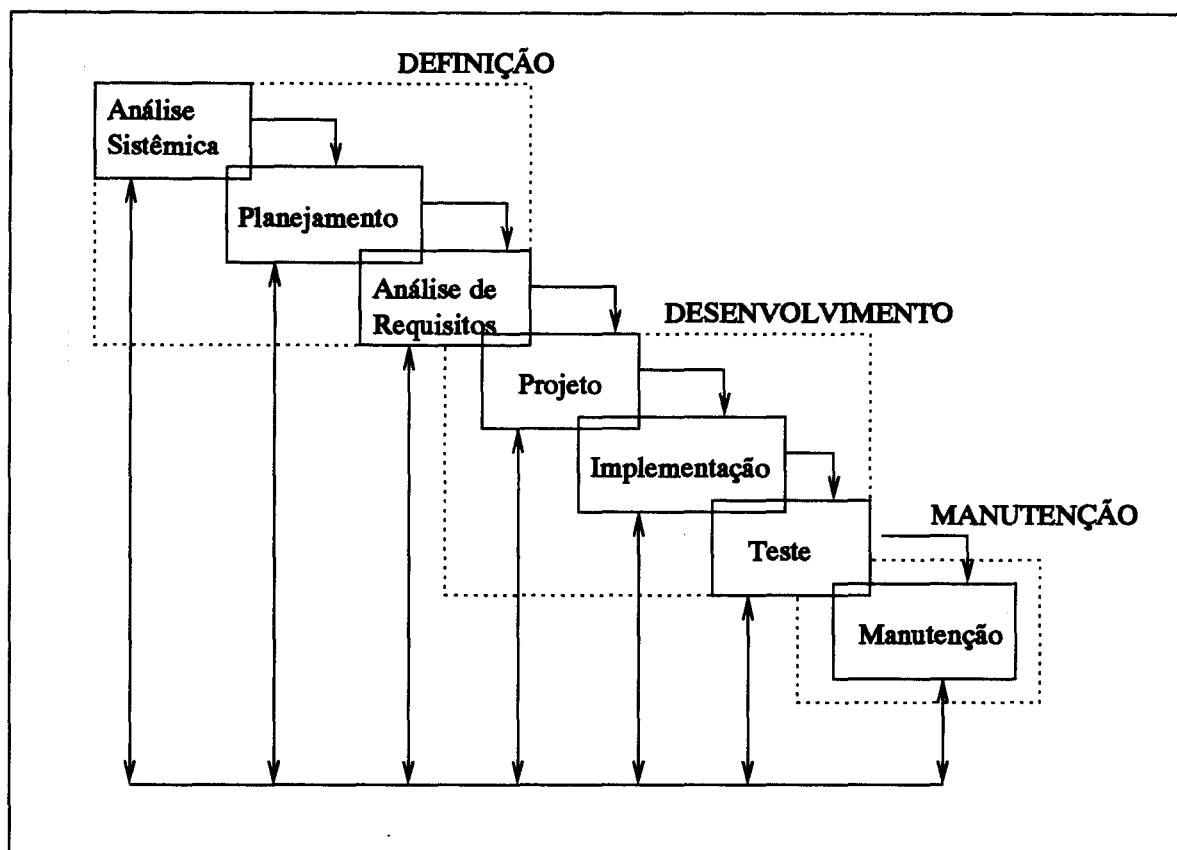 DEFINIÇÃO
Análise
Sistêmica
Planejamento
Análise de
Requisitos
DESENVOLVIMENTO
Projeto
Implementação
MANUTENÇÃO
Teste
Manutenção